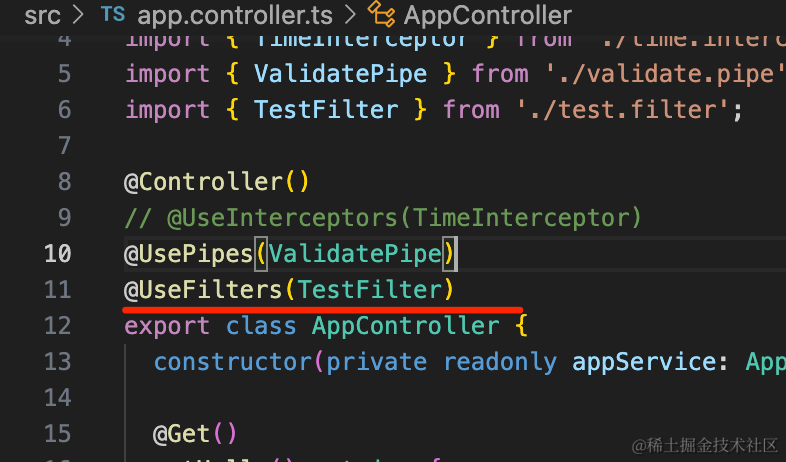 src > TS app.controller.ts > AppController
4 import { TimeInterceptor } from './time.interc
5 import { ValidatePipe } from './validate.pipe'
6 import { TestFilter } from './test.filter';
7
8 @Controller()
9 // @UseInterceptors(TimeInterceptor)
10 @UsePipes(ValidatePipe)
11 @UseFilters(TestFilter)
12 export class AppController {
13 constructor(private readonly appService: App
14
15 @Get()
@稀土掘金技术社区